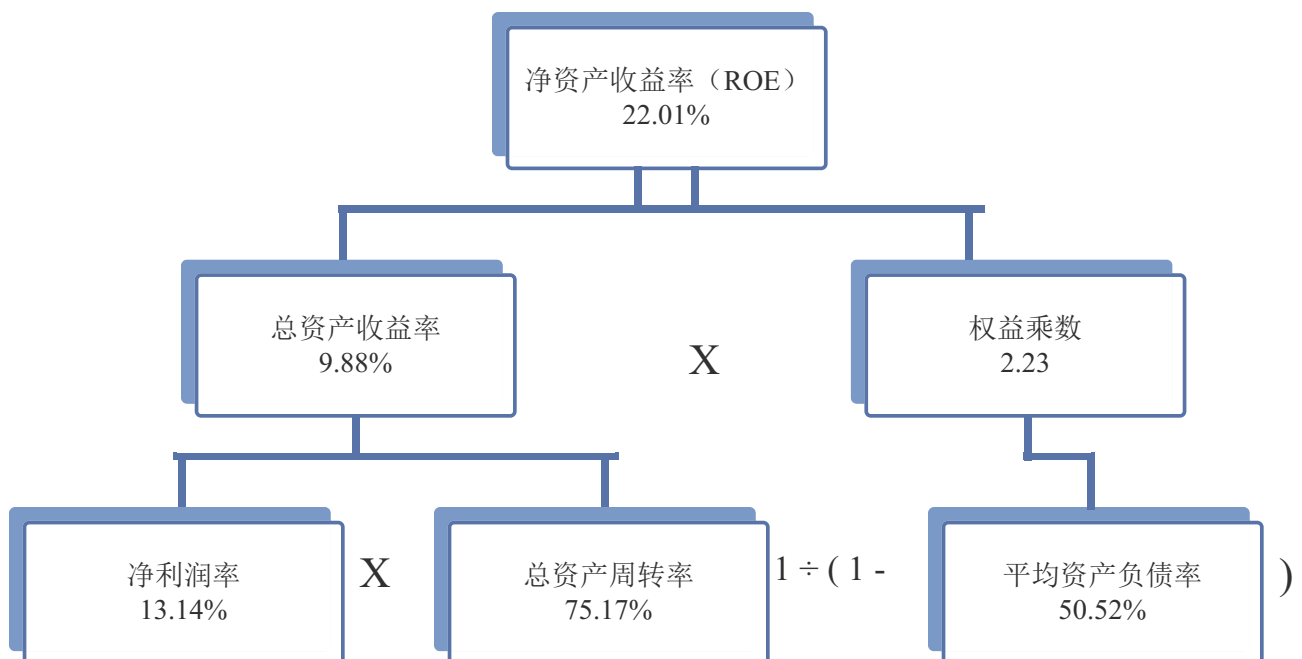 净资产收益率（ROE）
22.01%
总资产收益率
9.88%
X
权益乘数
2.23
净利润率
13.14%
X
总资产周转率
75.17%
1 ÷ ( 1 -
平均资产负债率
50.52%
)